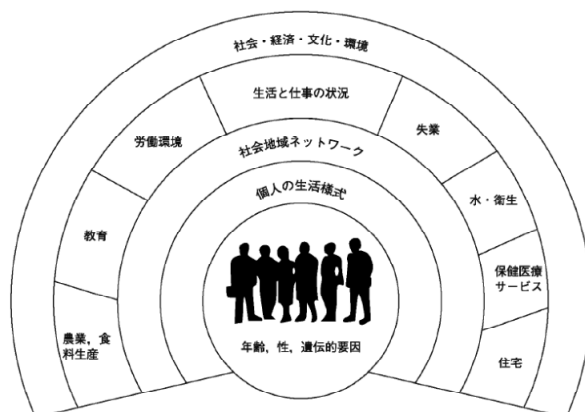 社会・経済・文化・環境
生活と仕事の状況
労働環境
失業
社会地域ネットワーク
教育
個人の生活様式
水・衛生
保健医療
サービス
農業，食
料生産
年齢，性，遺伝的要因
住宅